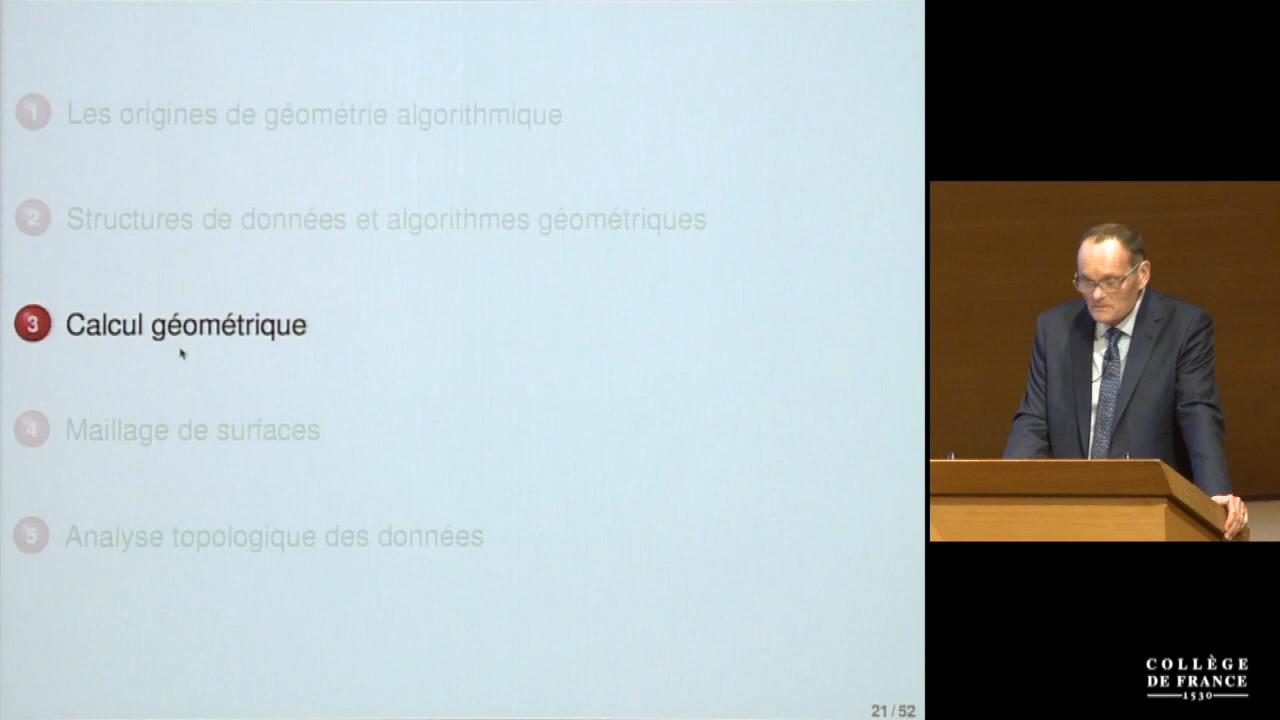 1 Les origines de géométrie algorithmique
2 Structures de données et algorithmes géométriques
3 Calcul géométrique
4 Maillage de surfaces
5 Analyse topologique des données
21 / 52
COLLÈGE
DE FRANCE
1530